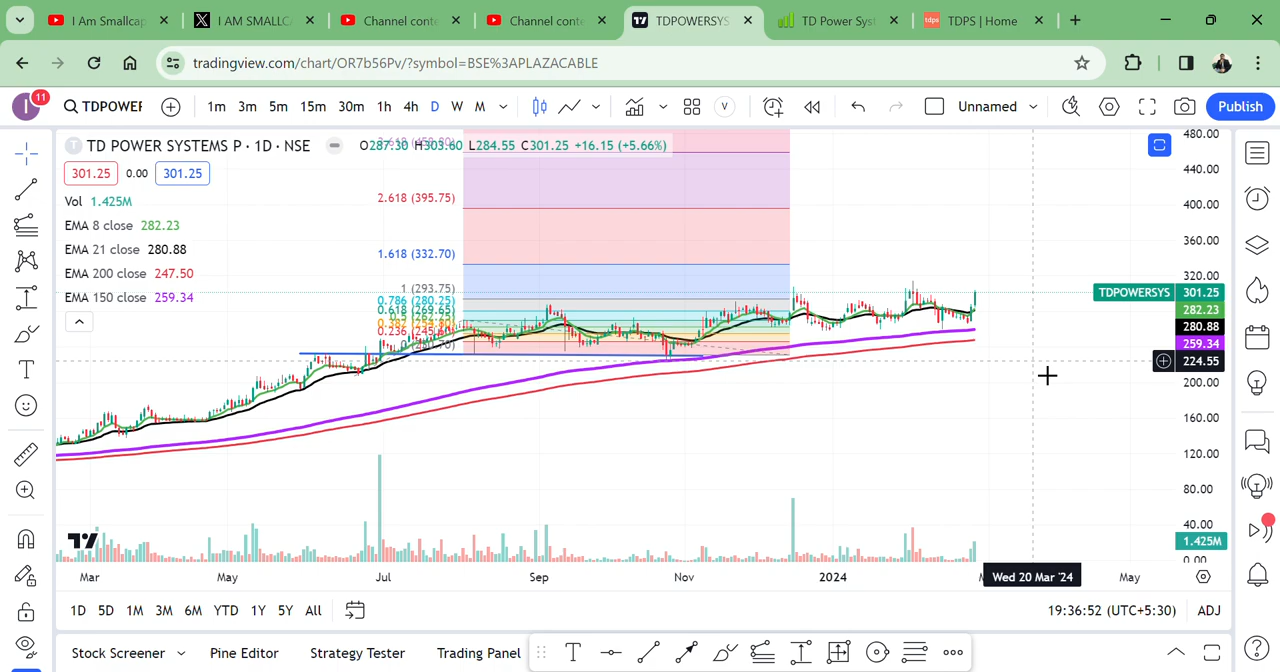 I Am Smallcap
I AM SMALLCA
Channel conte
Channel conte
TDPOWERSYS
TD Power Syst
tdps
TDPS | Home
tradingview.com/chart/OR7b56Pv/?symbol=BSE%3APLAZACABLE
I
11
TDPOWER
1m 3m 5m 15m 30m 1h 4h D W M
V
Unnamed
Publish
T TD POWER SYSTEMS P · 1D · NSE
O287.30 H303.60 L284.55 C301.25 +16.15 (+5.66%)
301.25 0.00 301.25
Vol 1.425M
EMA 8 close 282.23
EMA 21 close 280.88
EMA 200 close 247.50
EMA 150 close 259.34
2.618 (395.75)
1.618 (332.70)
1 (293.75)
0.786 (280.25)
0.618 (269.65)
480.00
440.00
400.00
360.00
320.00
TDPOWERSYS 301.25
282.23
280.88
259.34
224.55
200.00
160.00
120.00
80.00
40.00
1.425M
0.00
Mar May Jul Sep Nov 2024 Wed 20 Mar '24 May
1D 5D 1M 3M 6M YTD 1Y 5Y All
19:36:52 (UTC+5:30) ADJ
Stock Screener Pine Editor Strategy Tester Trading Panel